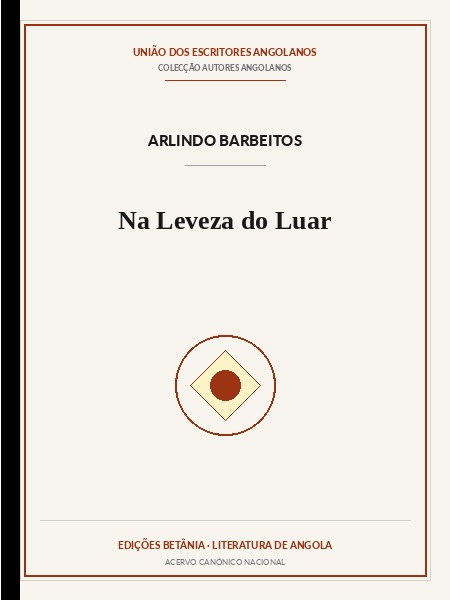 UNIÃO DOS ESCRITORES ANGOLANOS
COLECÇÃO AUTORES ANGOLANOS
ARLINDO BARBEITOS
Na Leveza do Luar
EDIÇÕES BETÂNIA · LITERATURA DE ANGOLA
ACERVO CANÓNICO NACIONAL